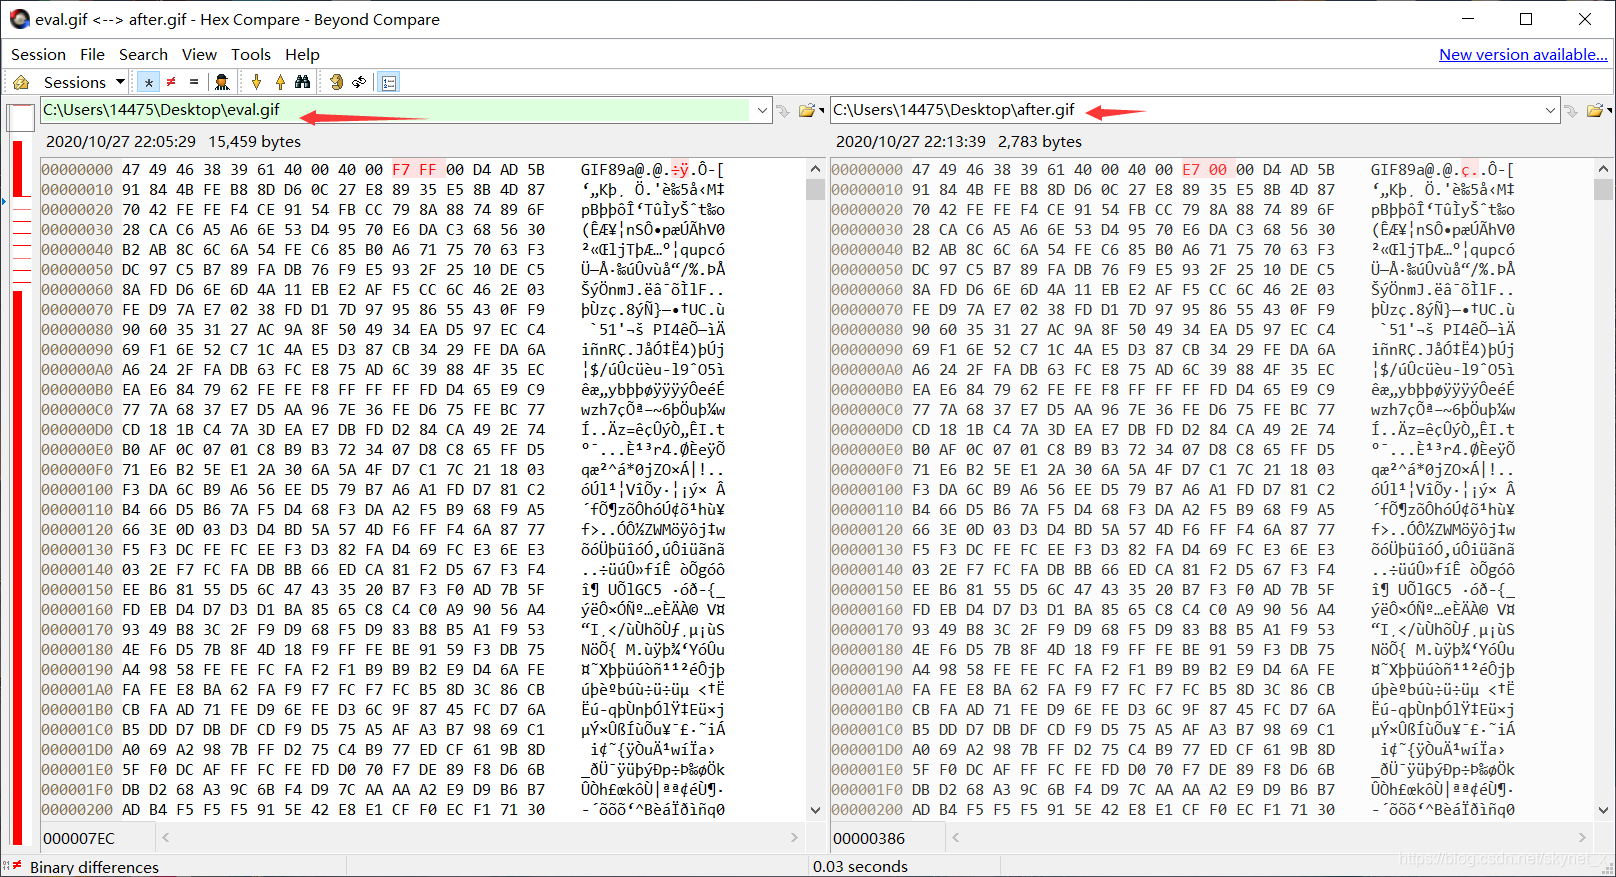 eval.gif <--> after.gif - Hex Compare - Beyond Compare
Session File Search View Tools Help New version available...
Sessions
C:\Users\14475\Desktop\eval.gif
2020/10/27 22:05:29 15,459 bytes
00000000 47 49 46 38 39 61 40 00 40 00 F7 FF 00 D4 AD 5B GIF89a@.@.÷ÿ.Ô-[
00000010 91 84 4B FE B8 8D D6 0C 27 E8 89 35 E5 8B 4D 87
00000020 70 42 FE FE F4 CE 91 54 FB CC 79 8A 88 74 89 6F pBþþôÎ‘TûÌyŠˆt‰o
00000030 28 CA C6 A5 A6 6E 53 D4 95 70 E6 DA C3 68 56 30 (ÊÆ¥¦nSÔ•pæÚÃhV0
00000040 B2 AB 8C 6C 6A 54 FE C6 85 B0 A6 71 75 70 63 F3 ²«ŒljTþÆ…°¦qupcó
00000050 DC 97 C5 B7 89 FA DB 76 F9 E5 93 2F 25 10 DE C5 Ü—Å·‰úÛvùå“/%.ÞÅ
00000060 8A FD D6 6E 6D 4A 11 EB E2 AF F5 CC 6C 46 2E 03 ŠýÖnmJ.ëâ¯õÌlF..
00000070 FE D9 7A E7 02 38 FD D1 7D 97 95 86 55 43 0F F9 þÙzç.8ýÑ}—•†UC.ù
00000080 90 60 35 31 27 AC 9A 8F 50 49 34 EA D5 97 EC C4 `51'¬š PI4êÕ—ìÄ
00000090 69 F1 6E 52 C7 1C 4A E5 D3 87 CB 34 29 FE DA 6A iñnRÇ.JåÓ‡Ë4)þÚj
000000A0 A6 24 2F FA DB 63 FC E8 75 AD 6C 39 88 4F 35 EC ¦$/úÛcüèu-l9ˆO5ì
000000B0 EA E6 84 79 62 FE FE F8 FF FF FF FD D4 65 E9 C9 êæ„ybþþøÿÿÿýÔeéÉ
000000C0 77 7A 68 37 E7 D5 AA 96 7E 36 FE D6 75 FE BC 77 wzh7çÕª–~6þÖuþ¼w
000000D0 CD 18 1B C4 7A 3D EA E7 DB FD D2 84 CA 49 2E 74 Í..Äz=êçÛýÒ„ÊI.t
000000E0 B0 AF 0C 07 01 C8 B9 B3 72 34 07 D8 C8 65 FF D5 °¯...È¹³r4.ØÈeÿÕ
000000F0 71 E6 B2 5E E1 2A 30 6A 5A 4F D7 C1 7C 21 18 03 qæ²^á*0jZO×Á|!..
00000100 F3 DA 6C B9 A6 56 EE D5 79 B7 A6 A1 FD D7 81 C2 óÚl¹¦VîÕy·¦¡ý× Â
00000110 B4 66 D5 B6 7A F5 D4 68 F3 DA A2 F5 B9 68 F9 A5 ´fÕ¶zõÔhóÚ¢õ¹hù¥
00000120 66 3E 0D 03 D3 D4 BD 5A 57 4D F6 FF F4 6A 87 77 f>..ÓÔ½ZWMöÿôj‡w
00000130 F5 F3 DC FE FC EE F3 D3 82 FA D4 69 FC E3 6E E3 õóÜþüîóÓ‚úÔiüãnã
00000140 03 2E F7 FC FA DB BB 66 ED CA 81 F2 D5 67 F3 F4 ..÷üúÛ»fíÊ òÕgóô
00000150 EE B6 81 55 D5 6C 47 43 35 20 B7 F3 F0 AD 7B 5F î¶ UÕlGC5 ·óð-{_
00000160 FD EB D4 D7 D3 D1 BA 85 65 C8 C4 C0 A9 90 56 A4 ýëÔ×ÓÑº…eÈÄÀ© V¤
00000170 93 49 B8 3C 2F F9 D9 68 F5 D9 83 B8 B5 A1 F9 53 “I¸</ùÙhõÙƒ¸µ¡ùS
00000180 4E F6 D5 7B 8F 4D 18 F9 FF FE BE 91 59 F3 DB 75 NöÕ{ M.ùÿþ¾‘YóÛu
00000190 A4 98 58 FE FE FC FA F2 F1 B9 B9 B2 E9 D4 6A FE ¤˜Xþþüúòñ¹¹²éÔjþ
000001A0 FA FE E8 BA 62 FA F9 F7 FC F7 FC B5 8D 3C 86 CB úþèºbúù÷ü÷üµ <†Ë
000001B0 CB FA AD 71 FE D9 6E FE D3 6C 9F 87 45 FC D7 6A Ëú-qþÙnþÓlŸ‡Eü×j
000001C0 B5 DD D7 DB DF CD F9 D5 75 A5 AF A3 B7 98 69 C1 µÝ×ÛßÍùÕu¥¯£·˜iÁ
000001D0 A0 69 A2 98 7B FF D2 75 C4 B9 77 ED CF 61 9B 8D i¢˜{ÿÒuÄ¹wíÏa›
000001E0 5F F0 DC AF FF FC FE FD D0 70 F7 DE 89 F8 D6 6B _ðÜ¯ÿüþýÐp÷Þ‰øÖk
000001F0 DB D2 68 A3 9C 6B F4 D9 7C AA AA A2 E9 D9 B6 B7 ÛÒh£œkôÙ|ªª¢éÙ¶·
00000200 AD B4 F5 F5 F5 91 5E 42 E8 E1 CF F0 EC F1 71 30 -´õõõ‘^BèáÏðìñq0
000007EC
C:\Users\14475\Desktop\after.gif
2020/10/27 22:13:39 2,783 bytes
00000000 47 49 46 38 39 61 40 00 40 00 E7 00 00 D4 AD 5B GIF89a@.@.ç..Ô-[
00000010 91 84 4B FE B8 8D D6 0C 27 E8 89 35 E5 8B 4D 87
00000020 70 42 FE FE F4 CE 91 54 FB CC 79 8A 88 74 89 6F pBþþôÎ‘TûÌyŠˆt‰o
00000030 28 CA C6 A5 A6 6E 53 D4 95 70 E6 DA C3 68 56 30 (ÊÆ¥¦nSÔ•pæÚÃhV0
00000040 B2 AB 8C 6C 6A 54 FE C6 85 B0 A6 71 75 70 63 F3 ²«ŒljTþÆ…°¦qupcó
00000050 DC 97 C5 B7 89 FA DB 76 F9 E5 93 2F 25 10 DE C5 Ü—Å·‰úÛvùå“/%.ÞÅ
00000060 8A FD D6 6E 6D 4A 11 EB E2 AF F5 CC 6C 46 2E 03 ŠýÖnmJ.ëâ¯õÌlF..
00000070 FE D9 7A E7 02 38 FD D1 7D 97 95 86 55 43 0F F9 þÙzç.8ýÑ}—•†UC.ù
00000080 90 60 35 31 27 AC 9A 8F 50 49 34 EA D5 97 EC C4 `51'¬š PI4êÕ—ìÄ
00000090 69 F1 6E 52 C7 1C 4A E5 D3 87 CB 34 29 FE DA 6A iñnRÇ.JåÓ‡Ë4)þÚj
000000A0 A6 24 2F FA DB 63 FC E8 75 AD 6C 39 88 4F 35 EC ¦$/úÛcüèu-l9ˆO5ì
000000B0 EA E6 84 79 62 FE FE F8 FF FF FF FD D4 65 E9 C9 êæ„ybþþøÿÿÿýÔeéÉ
000000C0 77 7A 68 37 E7 D5 AA 96 7E 36 FE D6 75 FE BC 77 wzh7çÕª–~6þÖuþ¼w
000000D0 CD 18 1B C4 7A 3D EA E7 DB FD D2 84 CA 49 2E 74 Í..Äz=êçÛýÒ„ÊI.t
000000E0 B0 AF 0C 07 01 C8 B9 B3 72 34 07 D8 C8 65 FF D5 °¯...È¹³r4.ØÈeÿÕ
000000F0 71 E6 B2 5E E1 2A 30 6A 5A 4F D7 C1 7C 21 18 03 qæ²^á*0jZO×Á|!..
00000100 F3 DA 6C B9 A6 56 EE D5 79 B7 A6 A1 FD D7 81 C2 óÚl¹¦VîÕy·¦¡ý× Â
00000110 B4 66 D5 B6 7A F5 D4 68 F3 DA A2 F5 B9 68 F9 A5 ´fÕ¶zõÔhóÚ¢õ¹hù¥
00000120 66 3E 0D 03 D3 D4 BD 5A 57 4D F6 FF F4 6A 87 77 f>..ÓÔ½ZWMöÿôj‡w
00000130 F5 F3 DC FE FC EE F3 D3 82 FA D4 69 FC E3 6E E3 õóÜþüîóÓ‚úÔiüãnã
00000140 03 2E F7 FC FA DB BB 66 ED CA 81 F2 D5 67 F3 F4 ..÷üúÛ»fíÊ òÕgóô
00000150 EE B6 81 55 D5 6C 47 43 35 20 B7 F3 F0 AD 7B 5F î¶ UÕlGC5 ·óð-{_
00000160 FD EB D4 D7 D3 D1 BA 85 65 C8 C4 C0 A9 90 56 A4 ýëÔ×ÓÑº…eÈÄÀ© V¤
00000170 93 49 B8 3C 2F F9 D9 68 F5 D9 83 B8 B5 A1 F9 53 “I¸</ùÙhõÙƒ¸µ¡ùS
00000180 4E F6 D5 7B 8F 4D 18 F9 FF FE BE 91 59 F3 DB 75 NöÕ{ M.ùÿþ¾‘YóÛu
00000190 A4 98 58 FE FE FC FA F2 F1 B9 B9 B2 E9 D4 6A FE ¤˜Xþþüúòñ¹¹²éÔjþ
000001A0 FA FE E8 BA 62 FA F9 F7 FC F7 FC B5 8D 3C 86 CB úþèºbúù÷ü÷üµ <†Ë
000001B0 CB FA AD 71 FE D9 6E FE D3 6C 9F 87 45 FC D7 6A Ëú-qþÙnþÓlŸ‡Eü×j
000001C0 B5 DD D7 DB DF CD F9 D5 75 A5 AF A3 B7 98 69 C1 µÝ×ÛßÍùÕu¥¯£·˜iÁ
000001D0 A0 69 A2 98 7B FF D2 75 C4 B9 77 ED CF 61 9B 8D i¢˜{ÿÒuÄ¹wíÏa›
000001E0 5F F0 DC AF FF FC FE FD D0 70 F7 DE 89 F8 D6 6B _ðÜ¯ÿüþýÐp÷Þ‰øÖk
000001F0 DB D2 68 A3 9C 6B F4 D9 7C AA AA A2 E9 D9 B6 B7 ÛÒh£œkôÙ|ªª¢éÙ¶·
00000200 AD B4 F5 F5 F5 91 5E 42 E8 E1 CF F0 EC F1 71 30 -´õõõ‘^BèáÏðìñq0
00000386
Binary differences 0.03 seconds
https://blog.csdn.net/skynet_x